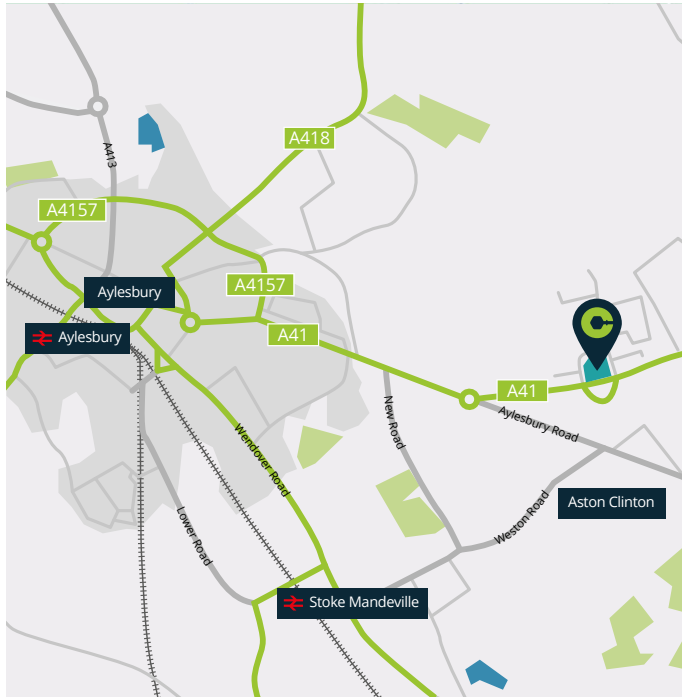 A418
A413
A4157
A4157
Aylesbury
Aylesbury
A41
A41
New Road
Aylesbury Road
Wendover Road
Aston Clinton
Weston Road
Lower Road
Stoke Mandeville